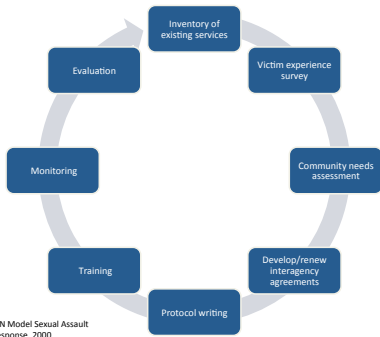 Inventory of
existing services
Victim experience
survey
Community needs
assessment
Develop/renew
interagency
agreements
Protocol writing
Training
Monitoring
Evaluation
N Model Sexual Assault
esponse, 2000